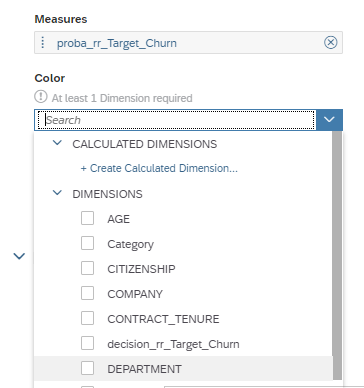 Measures
proba_rr_Target_Churn
Color
At least 1 Dimension required
Search
CALCULATED DIMENSIONS
+ Create Calculated Dimension...
DIMENSIONS
AGE
Category
CITIZENSHIP
COMPANY
CONTRACT_TENURE
decision_rr_Target_Churn
DEPARTMENT